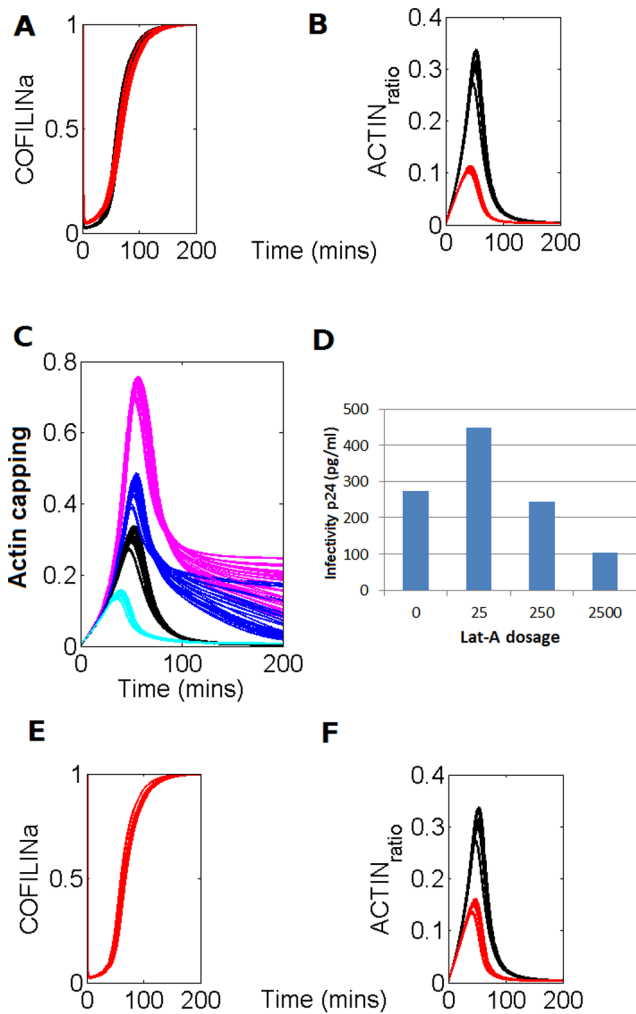 A
B
1
0.5
0
COFILINa
0
100
200
0.4
0.3
0.2
0.1
0
ACTINratio
0
100
200
Time (mins)
C
D
0.8
0.6
0.4
0.2
0
Actin capping
0
100
200
Time (mins)
500
400
300
200
100
0
Infectivity p24 (pg/ml)
0
25
250
2500
Lat-A dosage
E
F
1
0.5
0
COFILINa
0
100
200
0.4
0.3
0.2
0.1
0
ACTINratio
0
100
200
Time (mins)